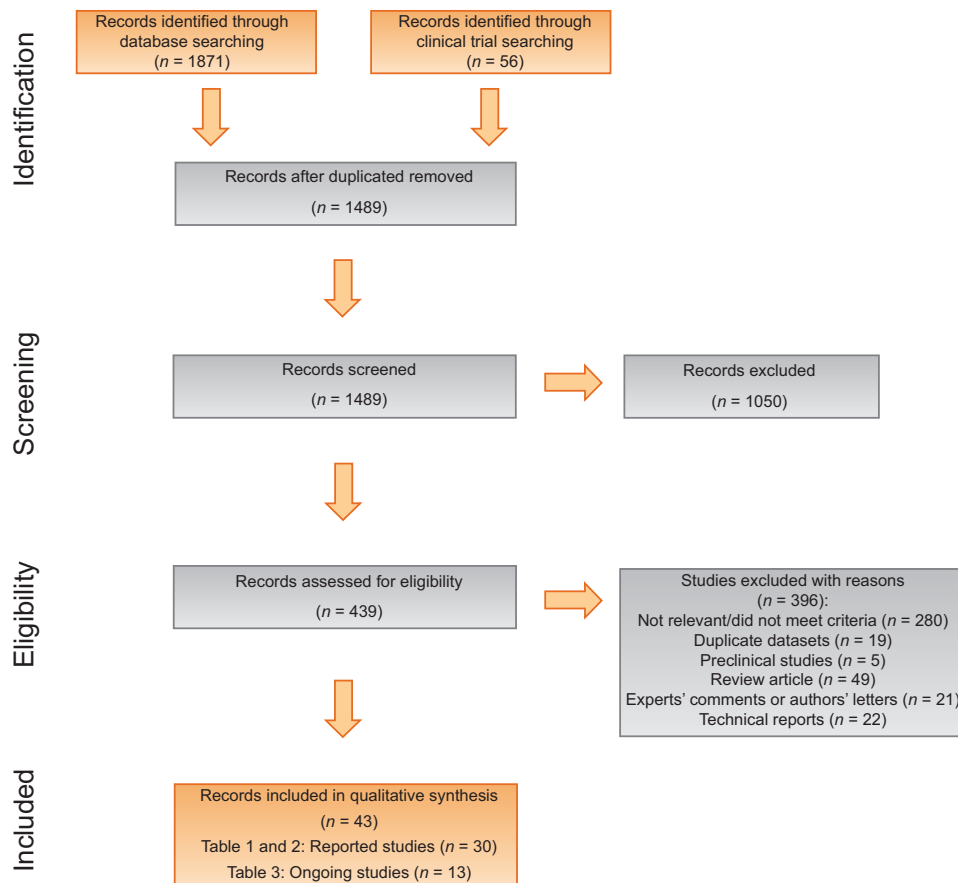 Identification
Records identified through
database searching
(n = 1871)
Records identified through
clinical trial searching
(n = 56)
Records after duplicated removed
(n = 1489)
Screening
Records screened
(n = 1489)
Records excluded
(n = 1050)
Eligibility
Records assessed for eligibility
(n = 439)
Studies excluded with reasons
(n = 396):
Not relevant/did not meet criteria (n = 280)
Duplicate datasets (n = 19)
Preclinical studies (n = 5)
Review article (n = 49)
Experts' comments or authors' letters (n = 21)
Technical reports (n = 22)
Included
Records included in qualitative synthesis
(n = 43)
Table 1 and 2: Reported studies (n = 30)
Table 3: Ongoing studies (n = 13)